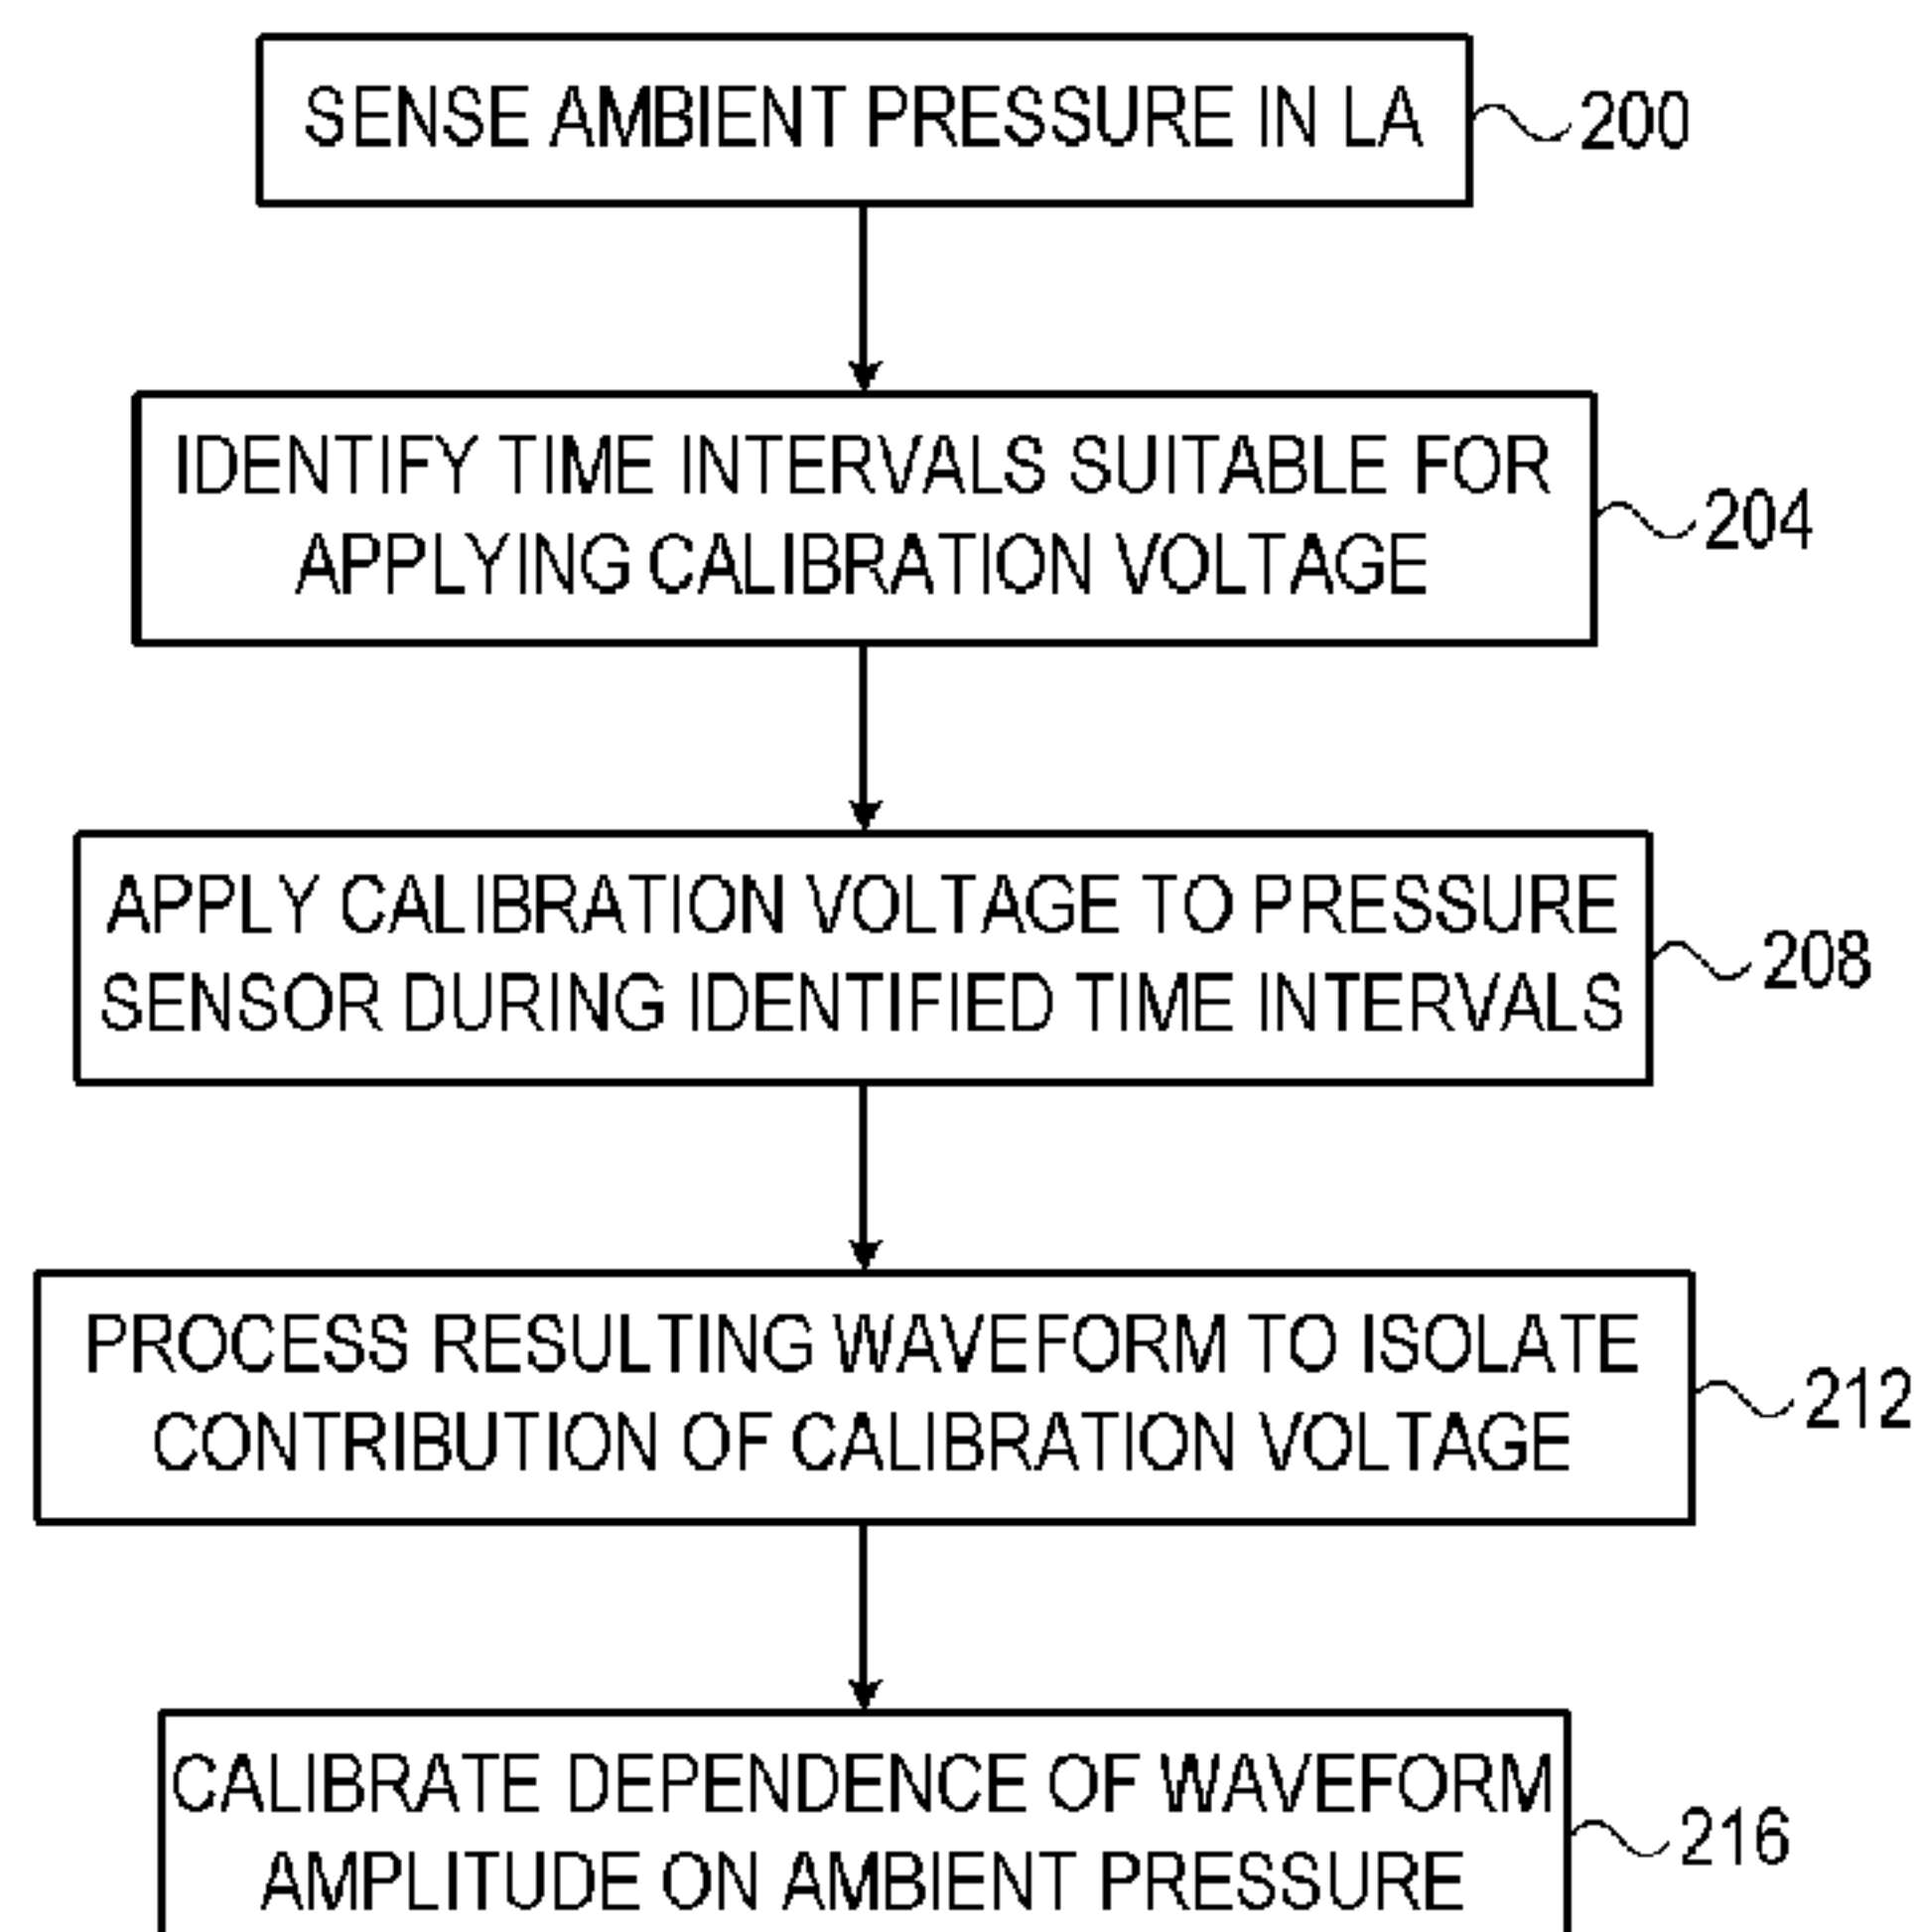 SENSE AMBIENT PRESSURE IN LA
200
IDENTIFY TIME INTERVALS SUITABLE FOR
APPLYING CALIBRATION VOLTAGE
204
APPLY CALIBRATION VOLTAGE TO PRESSURE
SENSOR DURING IDENTIFIED TIME INTERVALS
208
PROCESS RESULTING WAVEFORM TO ISOLATE
CONTRIBUTION OF CALIBRATION VOLTAGE
212
CALIBRATE DEPENDENCE OF WAVEFORM
AMPLITUDE ON AMBIENT PRESSURE
216